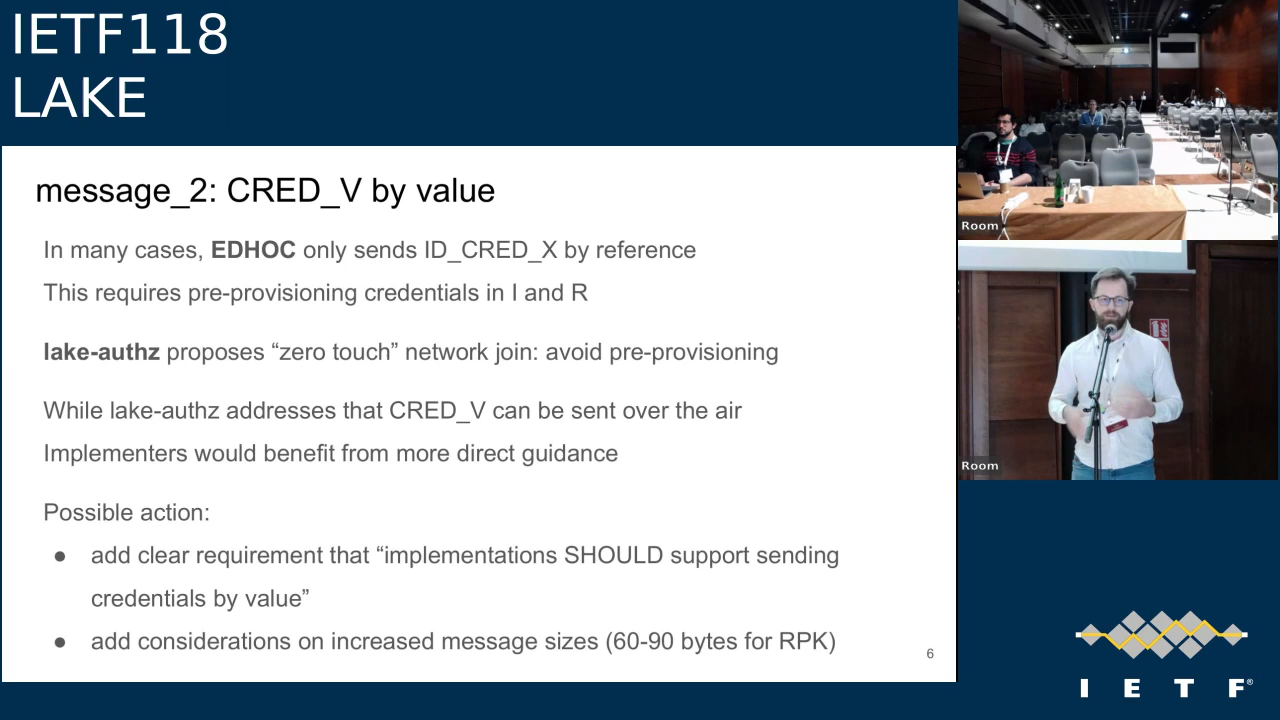 IETF118
LAKE
message_2: CRED_V by value
In many cases, EDHOC only sends ID_CRED_X by reference
This requires pre-provisioning credentials in I and R
lake-authz proposes “zero touch” network join: avoid pre-provisioning
While lake-authz addresses that CRED_V can be sent over the air
Implementers would benefit from more direct guidance
Possible action:
● add clear requirement that “implementations SHOULD support sending
credentials by value”
● add considerations on increased message sizes (60-90 bytes for RPK)
6
Room
Room
I E T F®